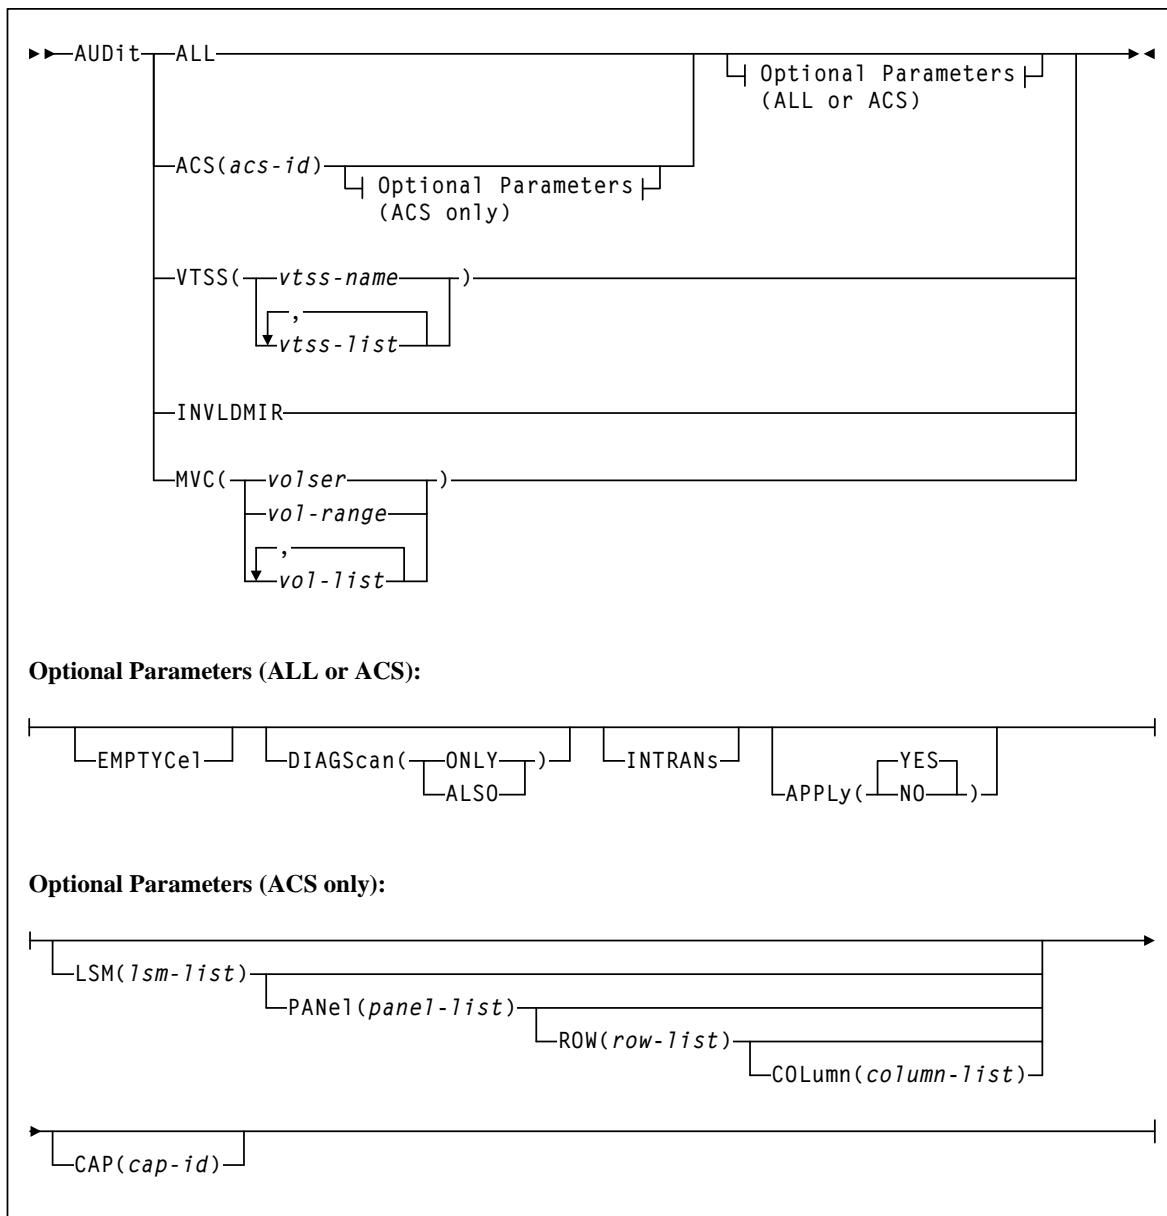 AUDit ALL
Optional Parameters
(ALL or ACS)
ACS(acs-id)
Optional Parameters
(ACS only)
VTSS( vtss-name )
,
vtss-list
INVLDMIR
MVC( volser )
vol-range
,
vol-list
Optional Parameters (ALL or ACS):
EMPTYCel DIAGScan( ONLY ) INTRANs YES
ALSO APPLy( NO )
Optional Parameters (ACS only):
LSM(lsm-list)
PANel(panel-list)
ROW(row-list)
COLumn(column-list)
CAP(cap-id)